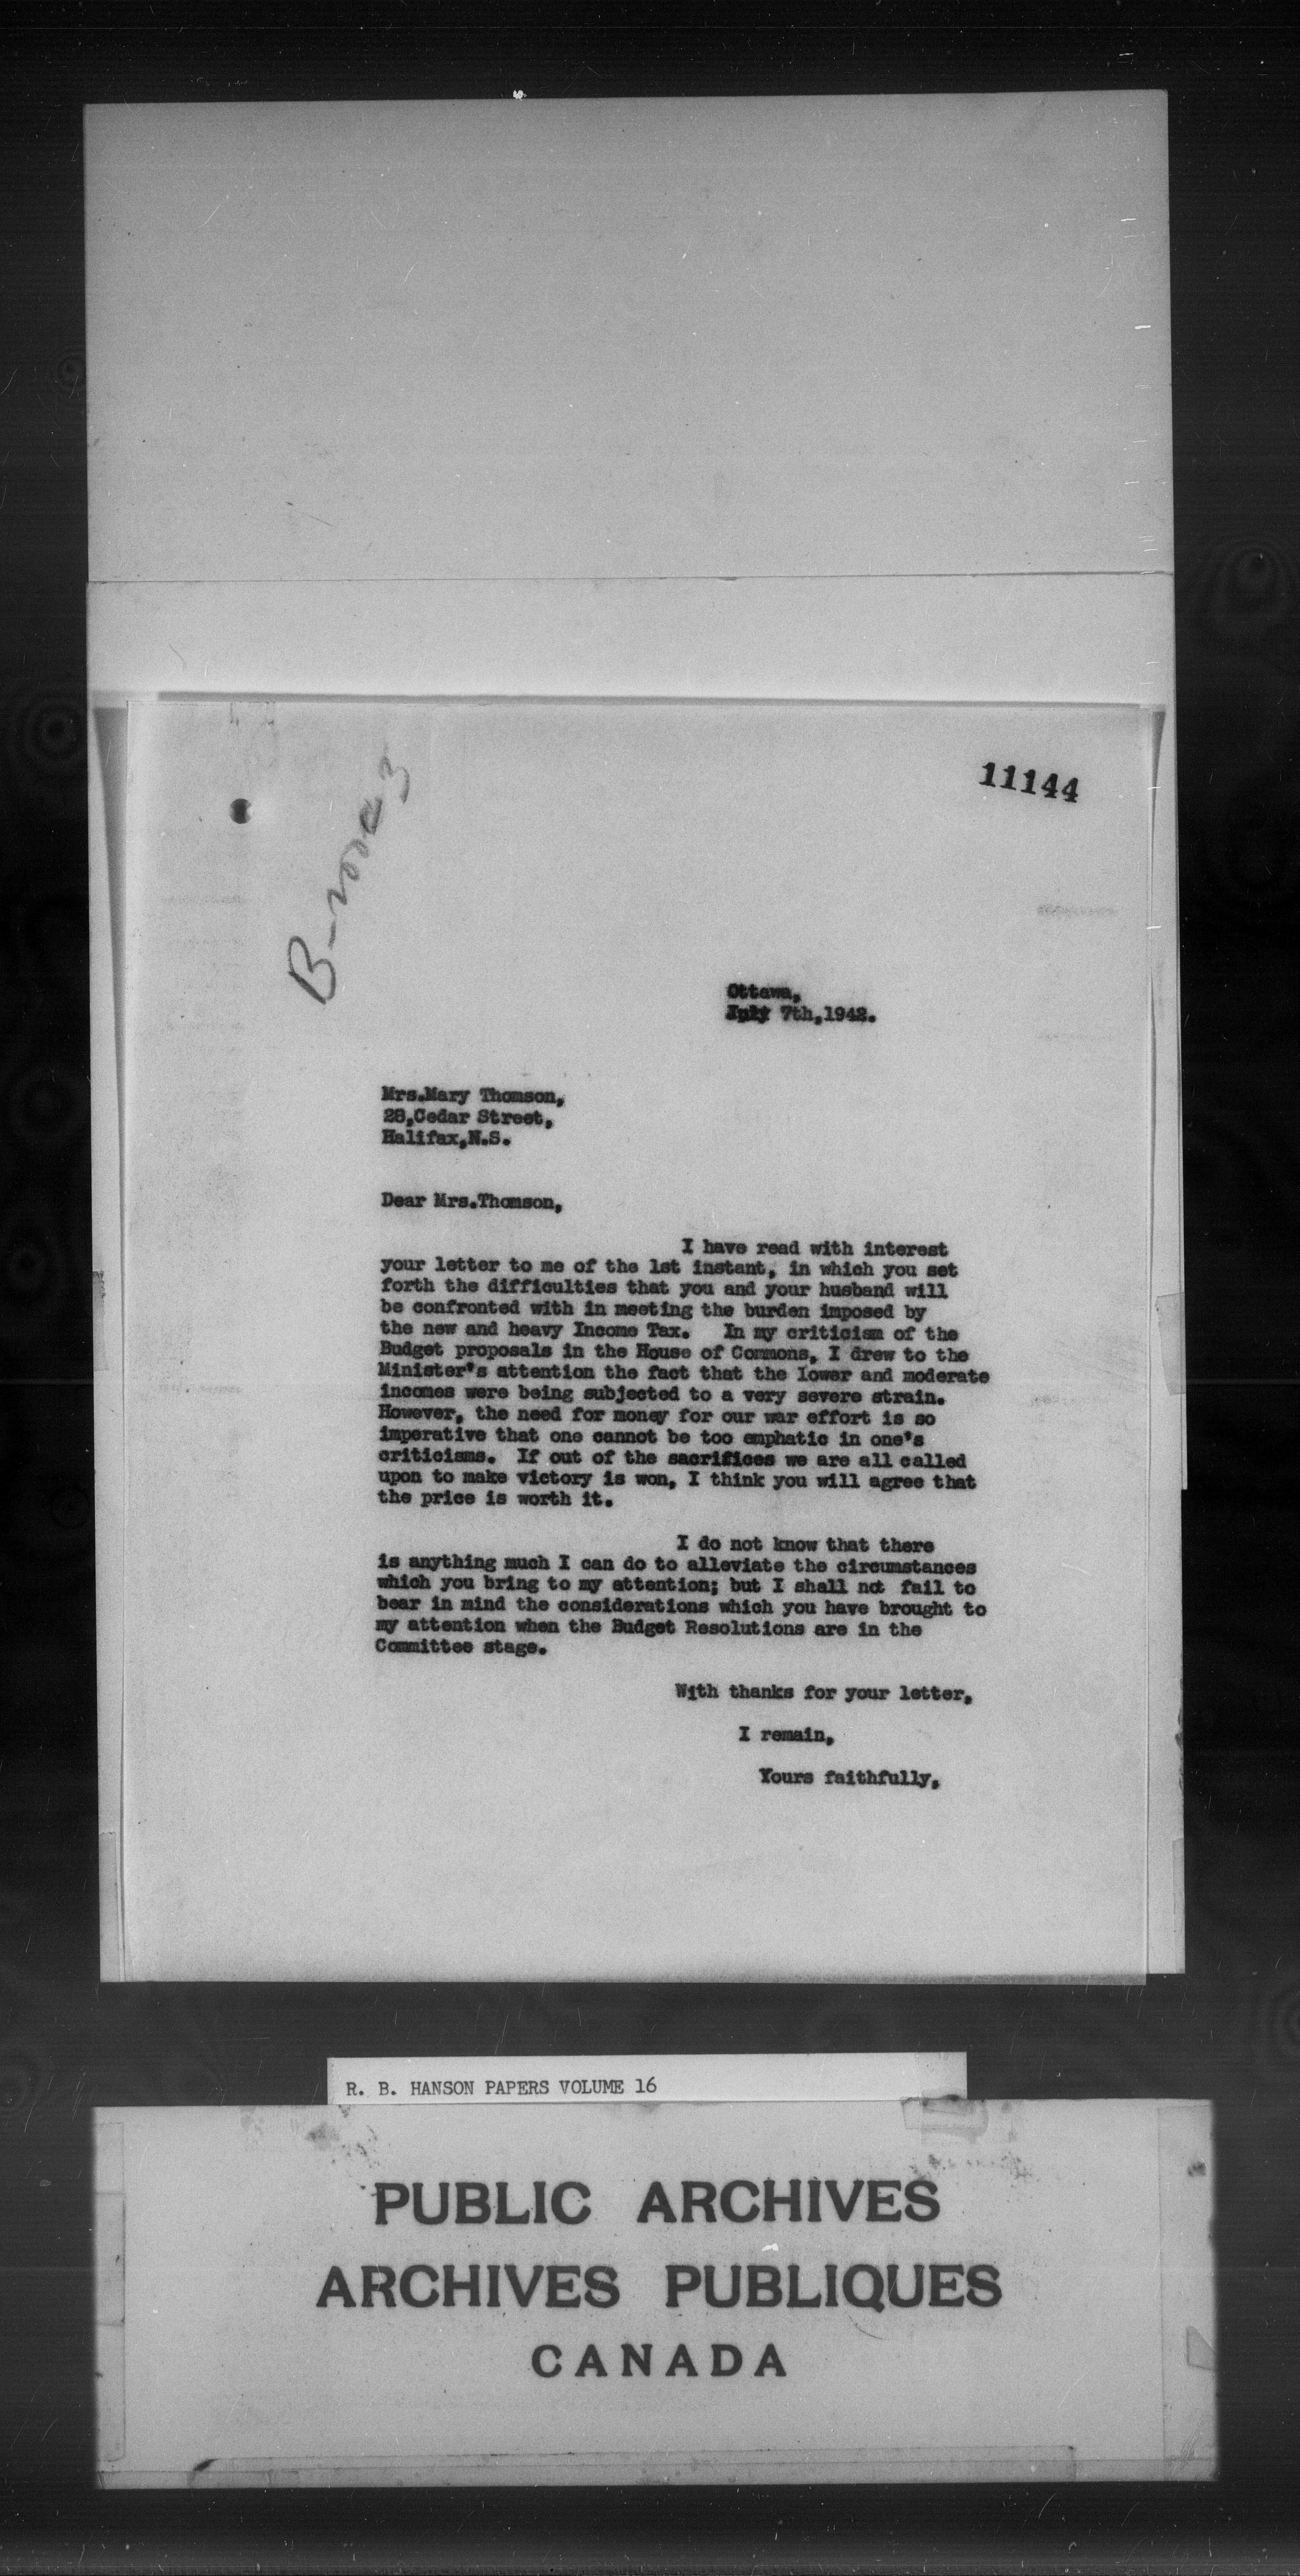 11144
Ottawa,
July 7th,1942.
Mrs.Mary Thomson,
28,Cedar Street,
Halifax,N.S.
Dear Mrs.Thomson,
I have read with interest
your letter to me of the 1st instant, in which you set
forth the difficulties that you and your husband will
be confronted with in meeting the burden imposed by
the new and heavy Income Tax. In my criticism of the
Budget proposals in the House of Commons, I drew to the
Minister's attention the fact that the lower and moderate
incomes were being subjected to a very severe strain.
However, the need for money for our war effort is so
imperative that one cannot be too emphatic in one's
criticisms. If out of the sacrifices we are all called
upon to make victory is won, I think you will agree that
the price is worth it.
I do not know that there
is anything much I can do to alleviate the circumstances
which you bring to my attention; but I shall not fail to
bear in mind the considerations which you have brought to
my attention when the Budget Resolutions are in the
Committee stage.
With thanks for your letter,
I remain,
Yours faithfully,
R. B. HANSON PAPERS VOLUME 16
PUBLIC ARCHIVES
ARCHIVES PUBLIQUES
CANADA